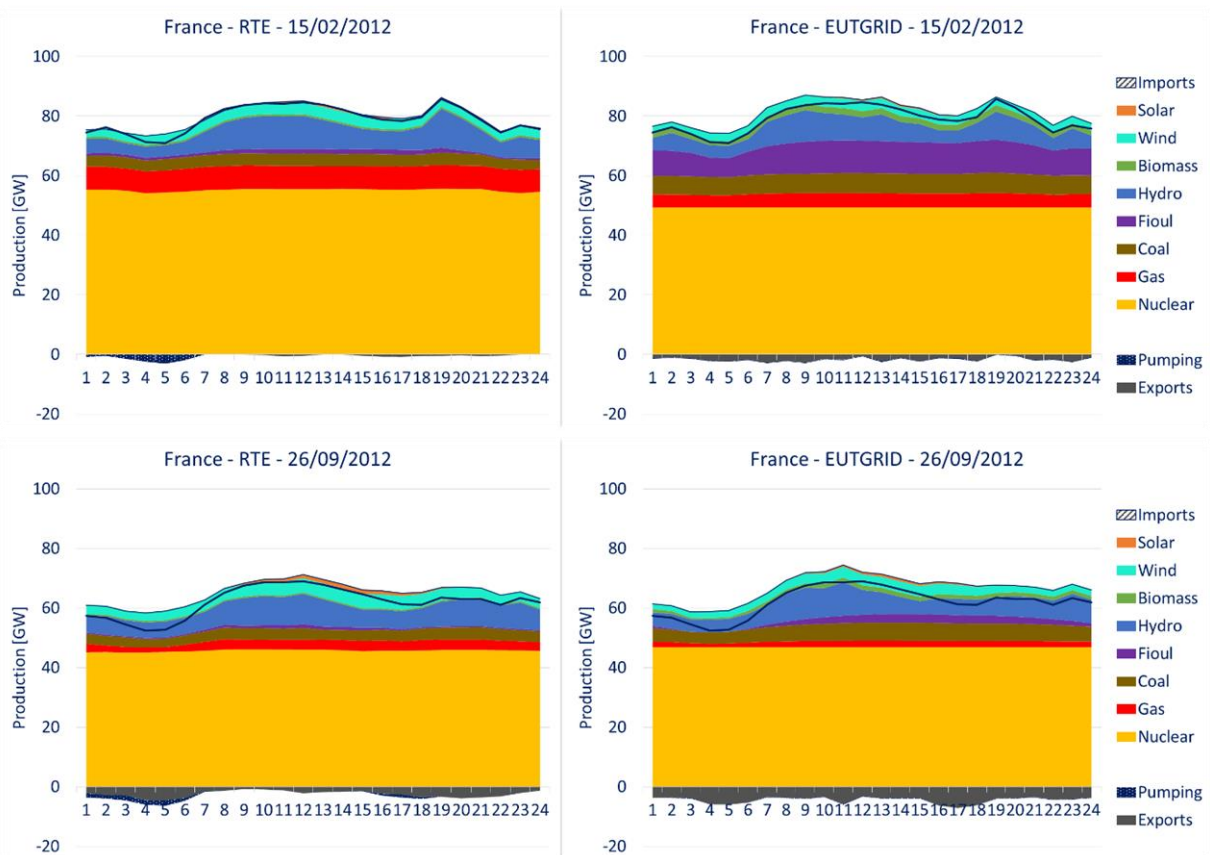 France - RTE - 15/02/2012
Production [GW]
100
80
60
40
20
0
-20
1 2 3 4 5 6 7 8 9 10 11 12 13 14 15 16 17 18 19 20 21 22 23 24
France - EUTGRID - 15/02/2012
Production [GW]
100
80
60
40
20
0
-20
1 2 3 4 5 6 7 8 9 10 11 12 13 14 15 16 17 18 19 20 21 22 23 24
Imports
Solar
Wind
Biomass
Hydro
Fioul
Coal
Gas
Nuclear
Pumping
Exports
France - RTE - 26/09/2012
Production [GW]
100
80
60
40
20
0
-20
1 2 3 4 5 6 7 8 9 10 11 12 13 14 15 16 17 18 19 20 21 22 23 24
France - EUTGRID - 26/09/2012
Production [GW]
100
80
60
40
20
0
-20
1 2 3 4 5 6 7 8 9 10 11 12 13 14 15 16 17 18 19 20 21 22 23 24
Imports
Solar
Wind
Biomass
Hydro
Fioul
Coal
Gas
Nuclear
Pumping
Exports